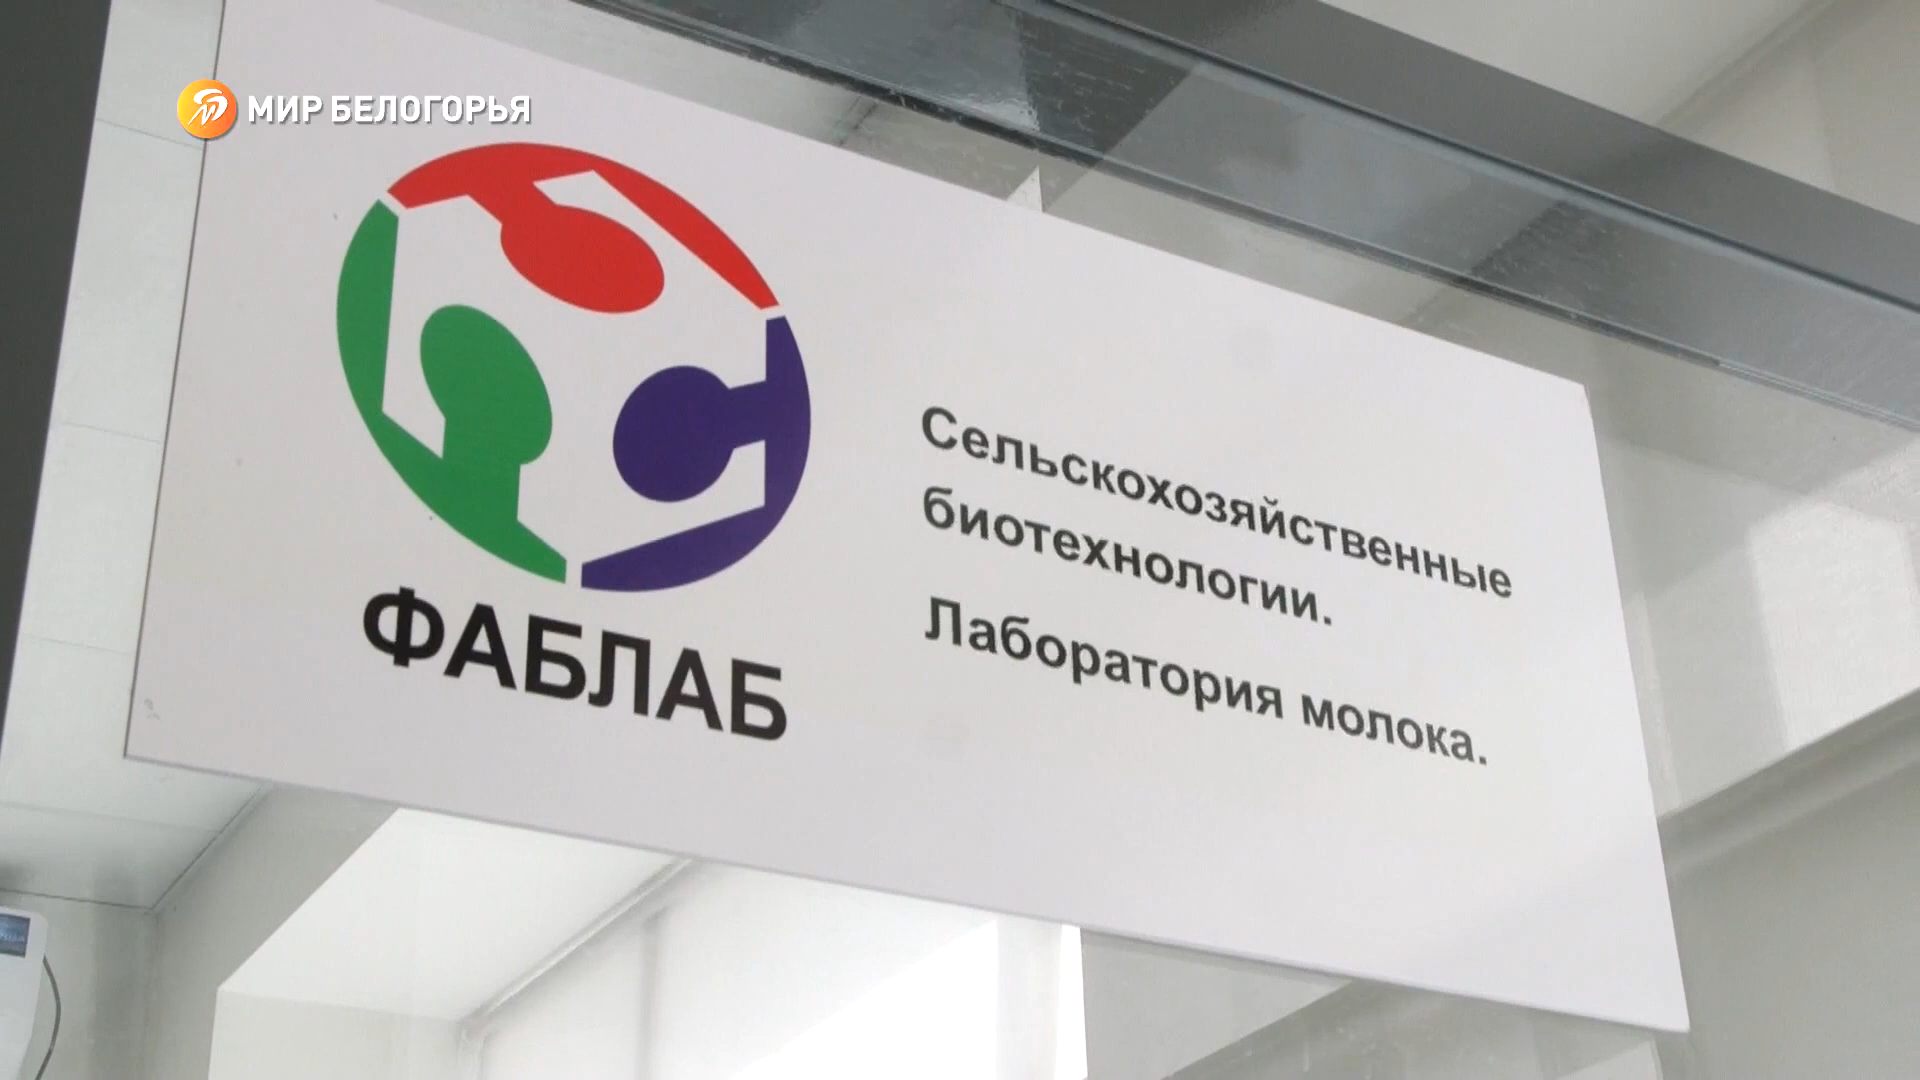 МИР БЕЛОГОРЬЯ
ФАБЛАБ
Сельскохозяйственные
биотехнологии.
Лаборатория молока.